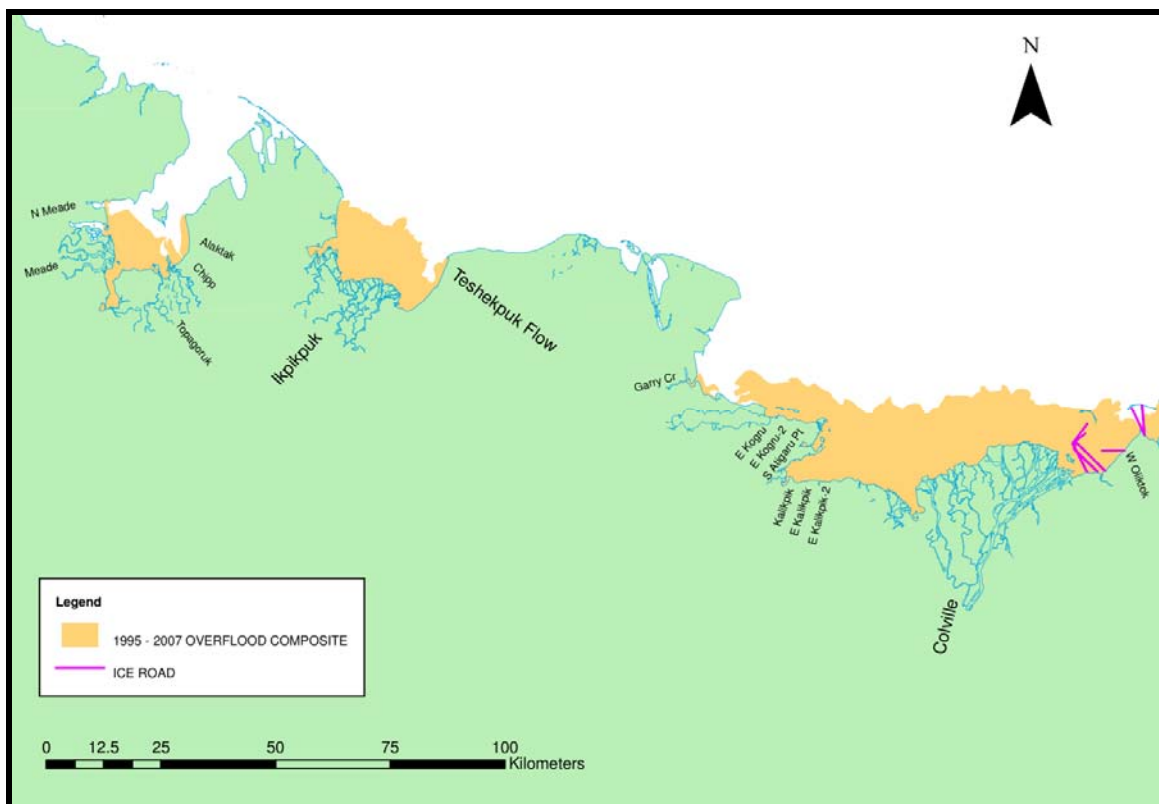 N
N Meade
Meade
Alaktak
Chipp
Topagoruk
Ikpikpuk
Teshekpuk Flow
Garry Cr
E Kogru
E Kogru-2
S Atigaru Pt
Kalikpik
E Kalikpik
E Kalikpik-2
Colville
W Oliktok
Legend
1995 - 2007 OVERFLOOD COMPOSITE
ICE ROAD
0 12.5 25 50 75 100
Kilometers